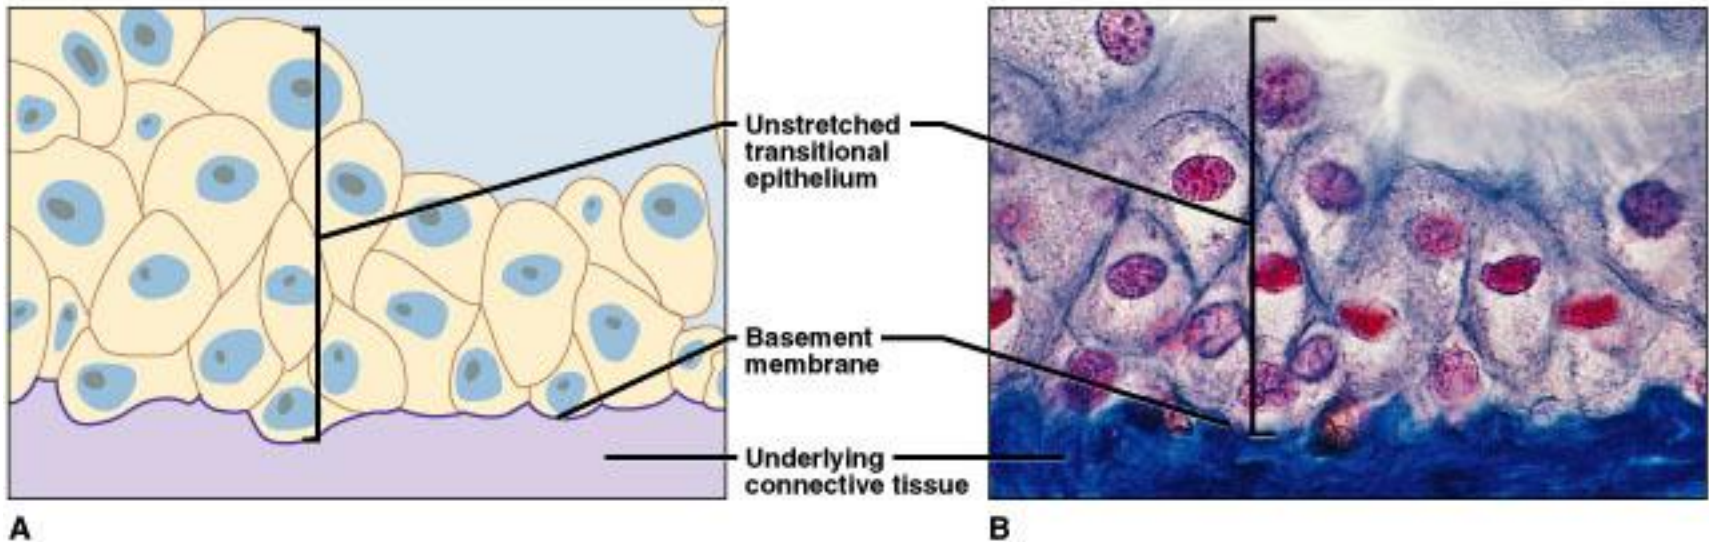 Unstretched
transitional
epithelium
Basement
membrane
Underlying
connective tissue
A
B